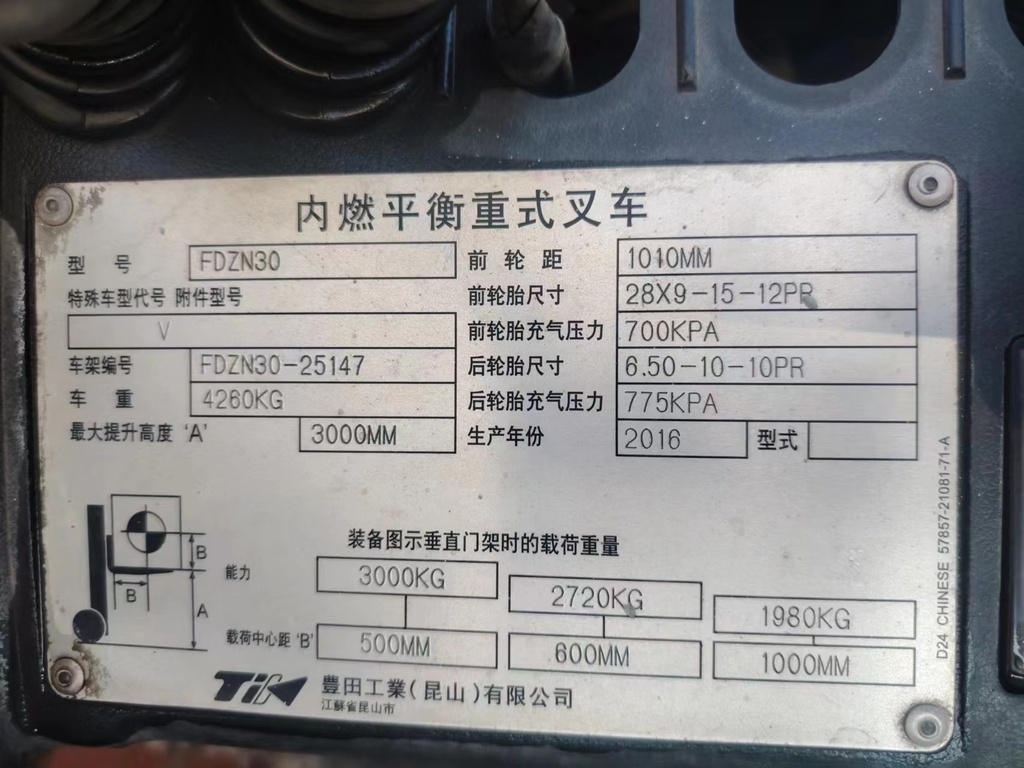 内燃平衡重式叉车
型号 FDZN30
特殊车型代号 附件型号
V
车架编号 FDZN30-25147
车重 4260KG
最大提升高度 'A' 3000MM
前轮距 1010MM
前轮胎尺寸 28X9-15-12PR
前轮胎充气压力 700KPA
后轮胎尺寸 6.50-10-10PR
后轮胎充气压力 775KPA
生产年份 2016 型式
装备图示垂直门架时的载荷重量
能力 3000KG 2720KG 1980KG
载荷中心距 'B' 500MM 600MM 1000MM
B
B
A
TiK 豐田工業(昆山)有限公司
江蘇省昆山市
D24 CHINESE 57857-21081-71-A